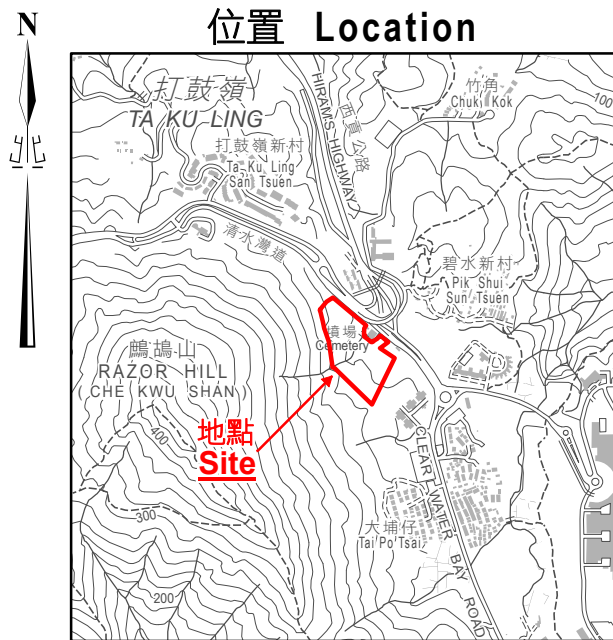 位置 Location
N
打鼓嶺
TA KU LING
打鼓嶺新村
Ta Ku Ling
San Tsuen
竹角
Chuk Kok
100
西貢公路
HIRAM'S HIGHWAY
清水灣道
碧水新村
Pik Shui
Sun Tsuen
墳場
Cemetery
鷓鴣山
RAZOR HILL
(CHE KWU SHAN)
400
地點
Site
300
200
大埔仔
Tai Po Tsai
CLEAR WATER BAY ROAD